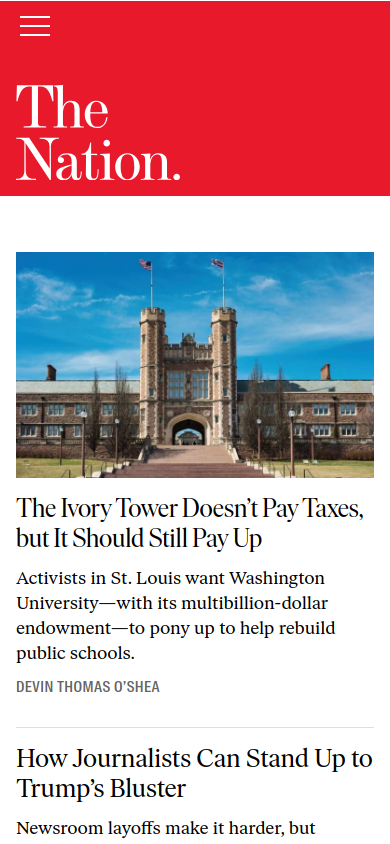 The
Nation.
The Ivory Tower Doesn’t Pay Taxes,
but It Should Still Pay Up
Activists in St. Louis want Washington
University—with its multibillion-dollar
endowment—to pony up to help rebuild
public schools.
DEVIN THOMAS O’SHEA
How Journalists Can Stand Up to
Trump’s Bluster
Newsroom layoffs make it harder, but